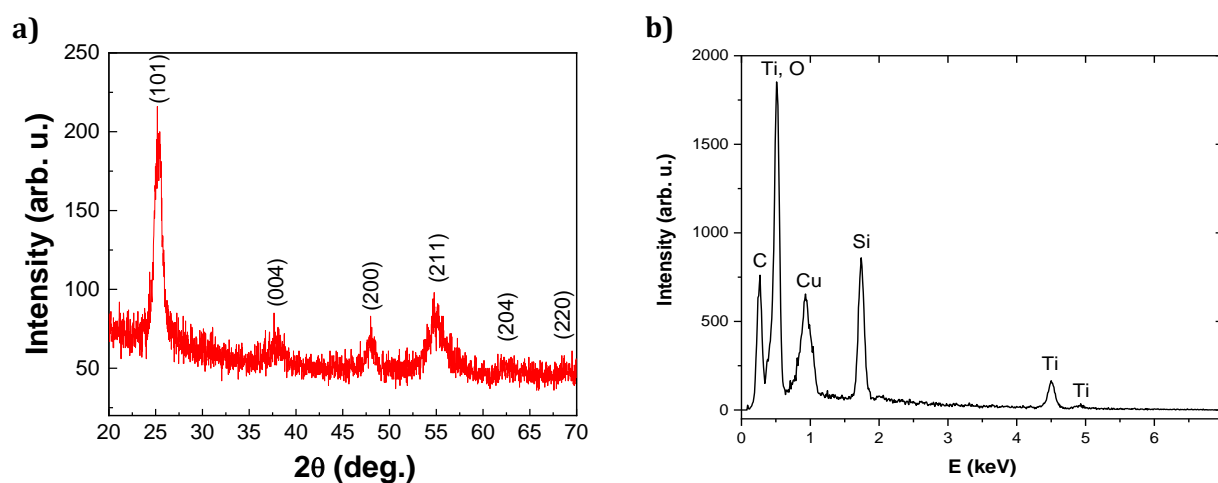 a)
250
200
150
100
50
Intensity (arb. u.)
(101)
(004)
(200)
(211)
(204)
(220)
20 25 30 35 40 45 50 55 60 65 70
2θ (deg.)
b)
2000
1500
1000
500
0
Intensity (arb. u.)
Ti, O
C
Cu
Si
Ti
Ti
0 1 2 3 4 5 6
E (keV)